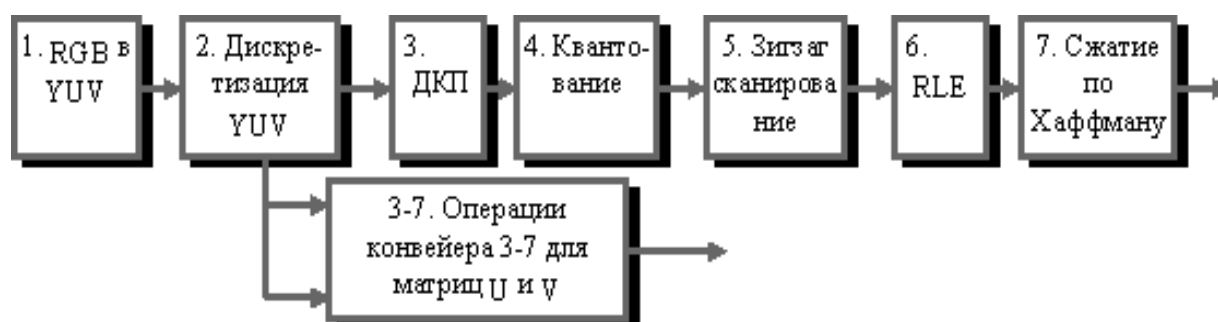 1. RGB в
YUV
2. Дискре-
тизация
YUV
3.
ДКП
4. Кванто-
вание
5. Зигзаг
сканирова
ние
6.
RLE
7. Сжатие
по
Хаффману
3-7. Операции
конвейера 3-7 для
матриц U и V